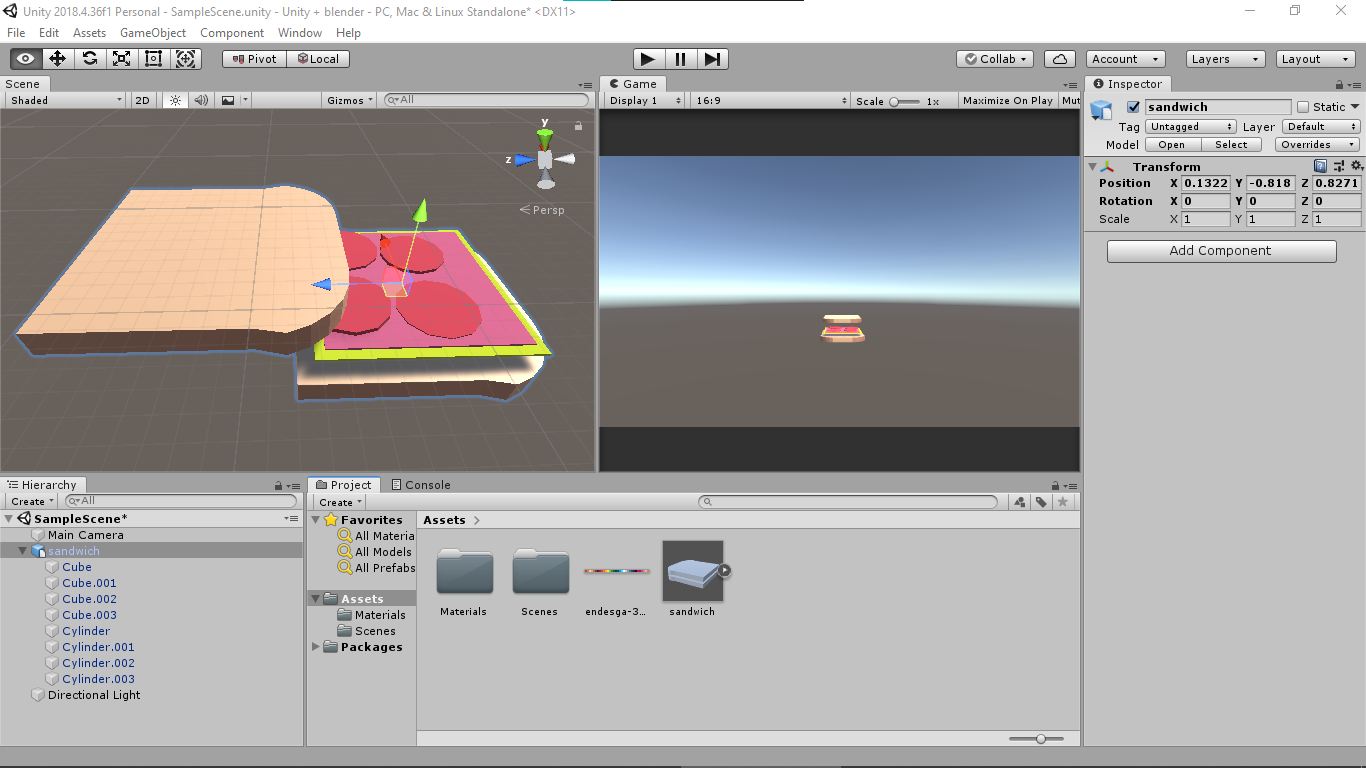 Unity 2018.4.36f1 Personal - SampleScene.unity - Unity + blender - PC, Mac & Linux Standalone* <DX11>
File Edit Assets GameObject Component Window Help
Pivot Local Collab Account Layers Layout
Scene Game Inspector
Shaded 2D Gizmos All Display 1 16:9 Scale 1x Maximize On Play Mut
sandwich Static
Tag Untagged Layer Default
Model Open Select Overrides
Transform
Position X 0.1322 Y -0.818 Z 0.8271
Rotation X 0 Y 0 Z 0
Scale X 1 Y 1 Z 1
Add Component
y
z
Persp
Hierarchy
Create All
SampleScene*
Main Camera
sandwich
Cube
Cube.001
Cube.002
Cube.003
Cylinder
Cylinder.001
Cylinder.002
Cylinder.003
Directional Light
Project Console
Create
Favorites
All Materia
All Models
All Prefabs
Assets
Materials
Scenes
Packages
Assets
Materials Scenes endesga-3... sandwich